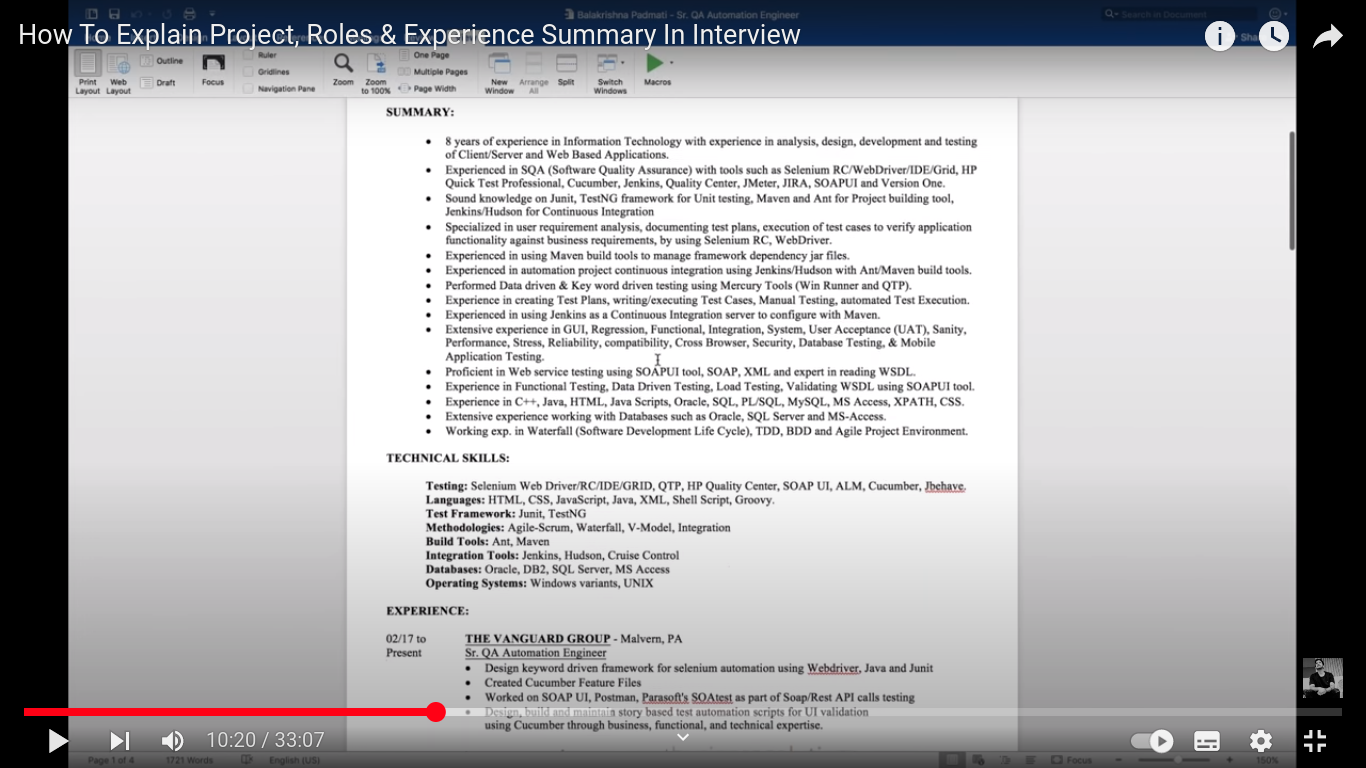 Balakrishna Padmati - Sr. QA Automation Engineer
Search in Document
How To Explain Project, Roles & Experience Summary In Interview
Print Layout
Web Layout
Outline
Draft
Focus
Ruler
Gridlines
Navigation Pane
Zoom
Zoom to 100%
One Page
Multiple Pages
Page Width
New Window
Arrange All
Split
Switch Windows
Macros
SUMMARY:
• 8 years of experience in Information Technology with experience in analysis, design, development and testing
of Client/Server and Web Based Applications.
• Experienced in SQA (Software Quality Assurance) with tools such as Selenium RC/WebDriver/IDE/Grid, HP
Quick Test Professional, Cucumber, Jenkins, Quality Center, JMeter, JIRA, SOAPUI and Version One.
• Sound knowledge on Junit, TestNG framework for Unit testing, Maven and Ant for Project building tool,
Jenkins/Hudson for Continuous Integration
• Specialized in user requirement analysis, documenting test plans, execution of test cases to verify application
functionality against business requirements, by using Selenium RC, WebDriver.
• Experienced in using Maven build tools to manage framework dependency jar files.
• Experienced in automation project continuous integration using Jenkins/Hudson with Ant/Maven build tools.
• Performed Data driven & Key word driven testing using Mercury Tools (Win Runner and QTP).
• Experience in creating Test Plans, writing/executing Test Cases, Manual Testing, automated Test Execution.
• Experienced in using Jenkins as a Continuous Integration server to configure with Maven.
• Extensive experience in GUI, Regression, Functional, Integration, System, User Acceptance (UAT), Sanity,
Performance, Stress, Reliability, compatibility, Cross Browser, Security, Database Testing, & Mobile
Application Testing.
• Proficient in Web service testing using SOAPUI tool, SOAP, XML and expert in reading WSDL.
• Experience in Functional Testing, Data Driven Testing, Load Testing, Validating WSDL using SOAPUI tool.
• Experience in C++, Java, HTML, Java Scripts, Oracle, SQL, PL/SQL, MySQL, MS Access, XPATH, CSS.
• Extensive experience working with Databases such as Oracle, SQL Server and MS-Access.
• Working exp. in Waterfall (Software Development Life Cycle), TDD, BDD and Agile Project Environment.
TECHNICAL SKILLS:
Testing: Selenium Web Driver/RC/IDE/GRID, QTP, HP Quality Center, SOAP UI, ALM, Cucumber, Jbehave.
Languages: HTML, CSS, JavaScript, Java, XML, Shell Script, Groovy.
Test Framework: Junit, TestNG
Methodologies: Agile-Scrum, Waterfall, V-Model, Integration
Build Tools: Ant, Maven
Integration Tools: Jenkins, Hudson, Cruise Control
Databases: Oracle, DB2, SQL Server, MS Access
Operating Systems: Windows variants, UNIX
EXPERIENCE:
02/17 to THE VANGUARD GROUP - Malvern, PA
Present Sr. QA Automation Engineer
• Design keyword driven framework for selenium automation using Webdriver, Java and Junit
• Created Cucumber Feature Files
• Worked on SOAP UI, Postman, Parasoft's SOAtest as part of Soap/Rest API calls testing
• Design, build and maintain story based test automation scripts for UI validation
using Cucumber through business, functional, and technical expertise.
10:20 / 33:07
Page 1 of 4
1721 Words
English (US)
Focus
150%